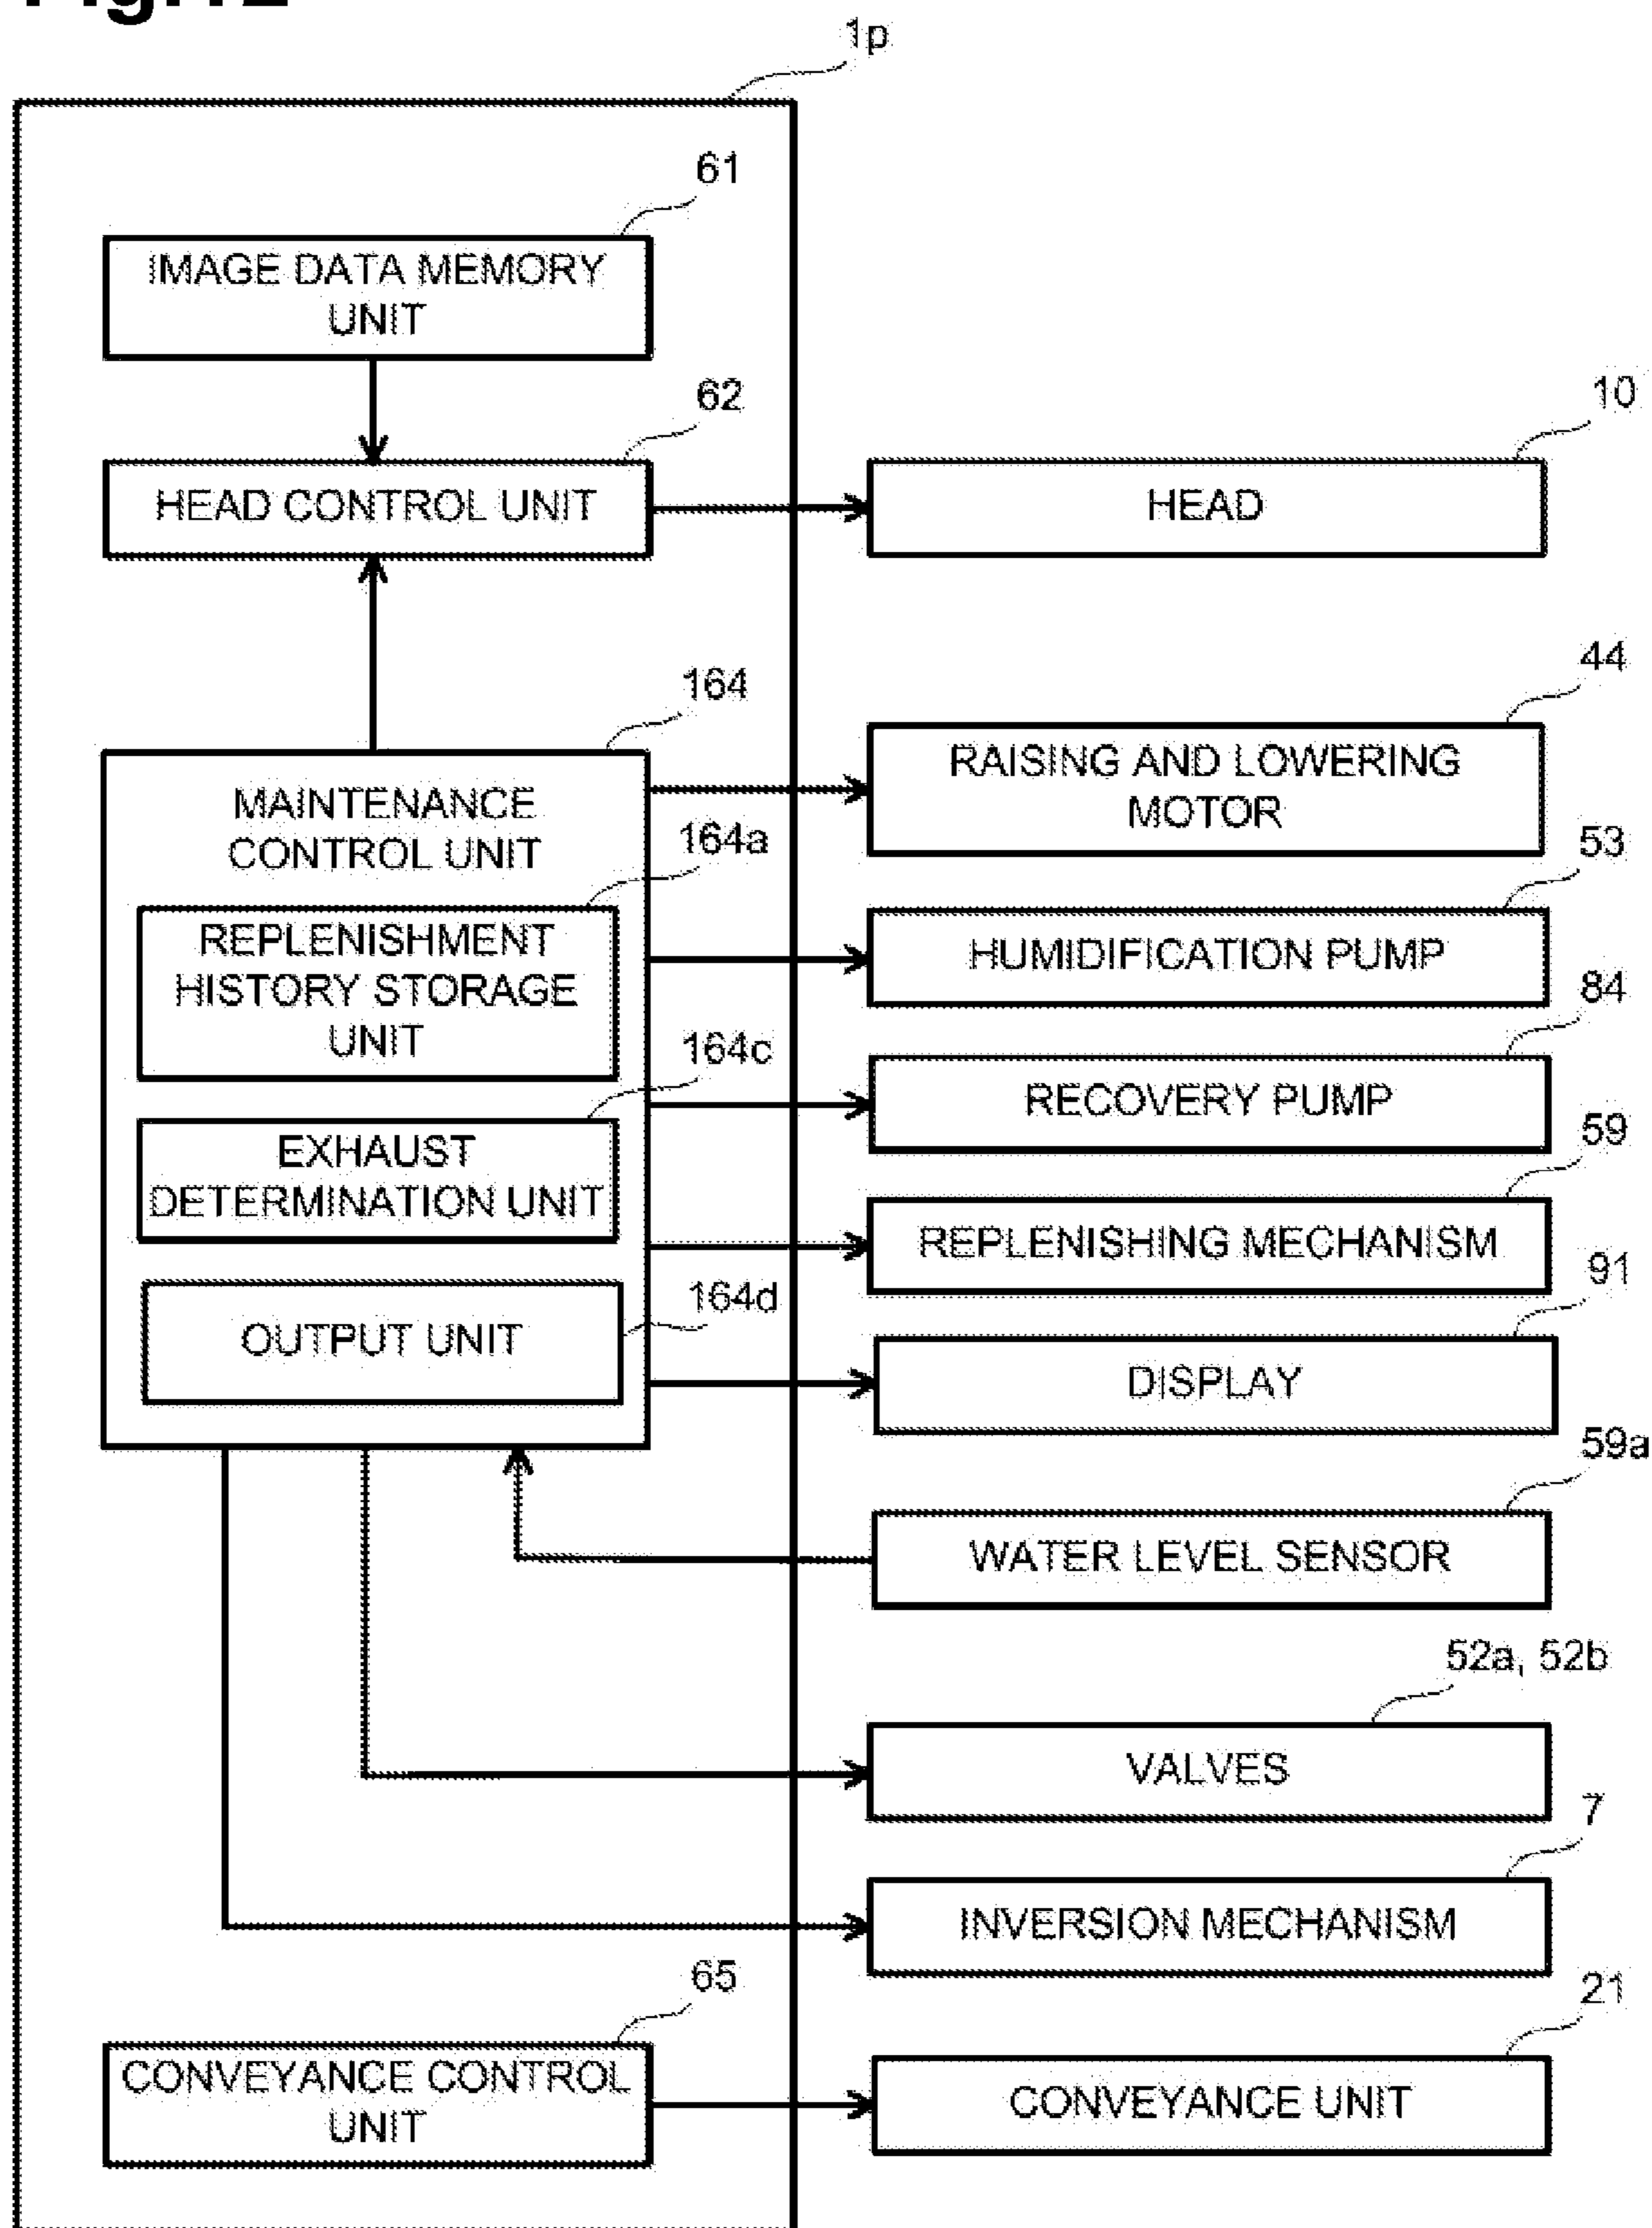 Fig.12
1p
61
IMAGE DATA MEMORY
UNIT
62
HEAD CONTROL UNIT
10
HEAD
164
MAINTENANCE
CONTROL UNIT
164a
REPLENISHMENT
HISTORY STORAGE
UNIT
164c
EXHAUST
DETERMINATION UNIT
164d
OUTPUT UNIT
44
RAISING AND LOWERING
MOTOR
53
HUMIDIFICATION PUMP
84
RECOVERY PUMP
59
REPLENISHING MECHANISM
91
DISPLAY
59a
WATER LEVEL SENSOR
52a, 52b
VALVES
7
INVERSION MECHANISM
65
CONVEYANCE CONTROL
UNIT
21
CONVEYANCE UNIT